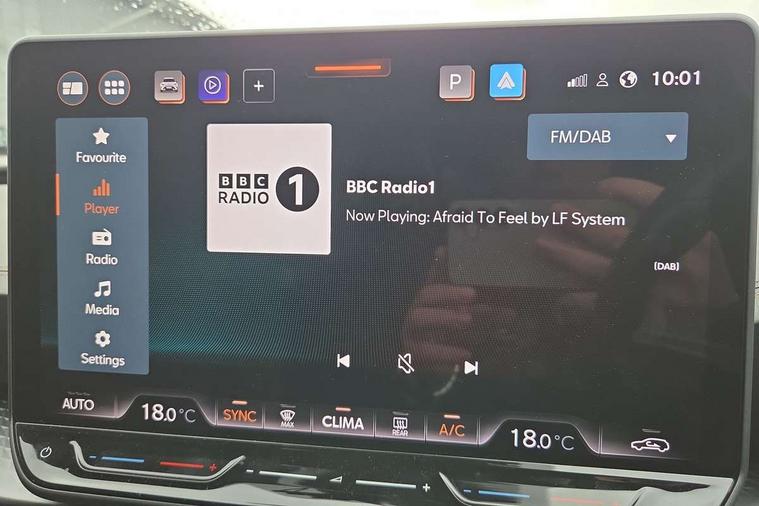 P
10:01
FM/DAB
Favourite
Player
Radio
Media
Settings
BBC
RADIO 1
BBC Radio1
Now Playing: Afraid To Feel by LF System
(DAB)
AUTO
18.0°C
SYNC
MAX
CLIMA
REAR
A/C
18.0°C